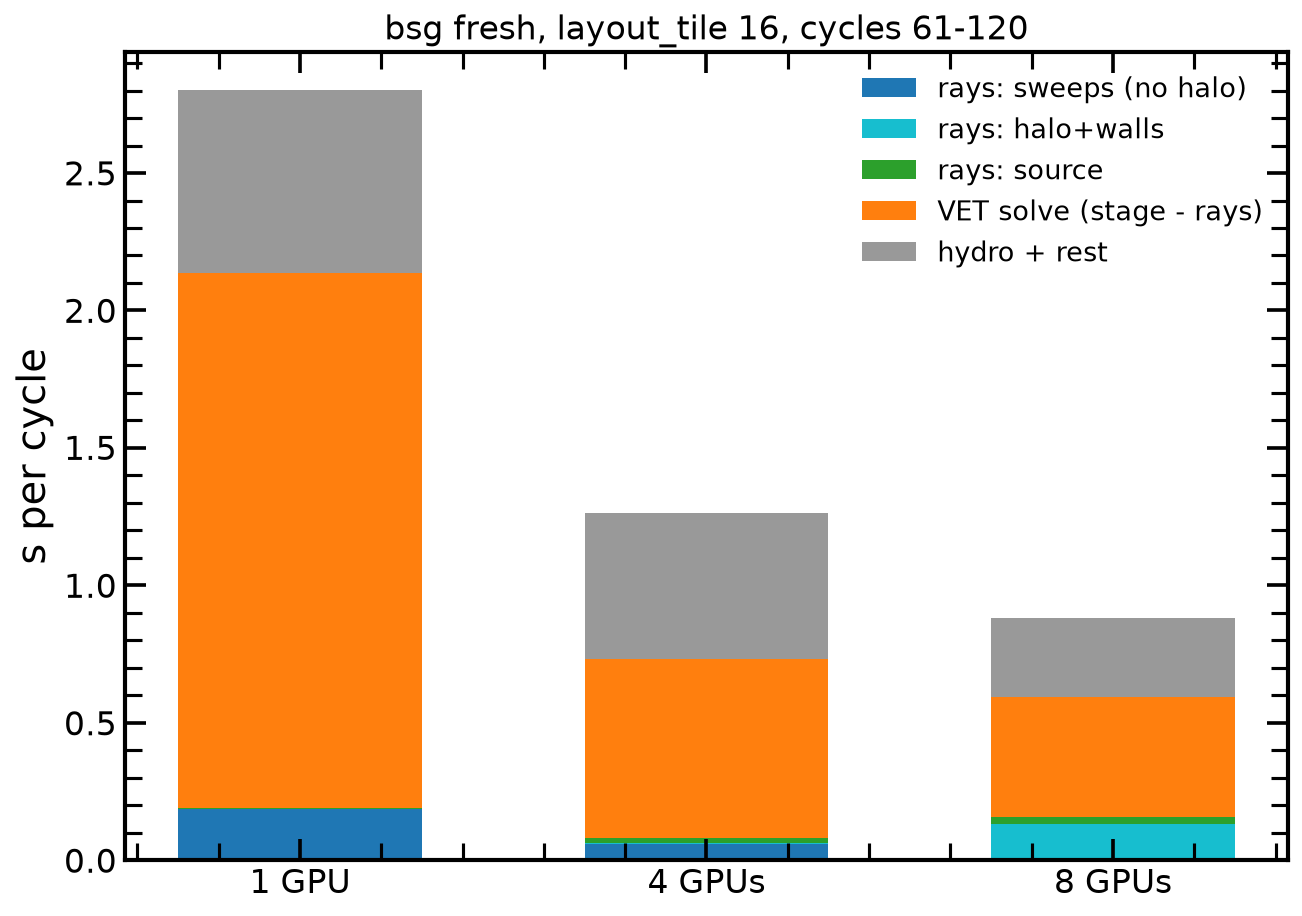 bsg fresh, layout_tile 16, cycles 61-120
rays: sweeps (no halo)
rays: halo+walls
rays: source
VET solve (stage - rays)
hydro + rest
s per cycle
2.5
2.0
1.5
1.0
0.5
0.0
1 GPU
4 GPUs
8 GPUs